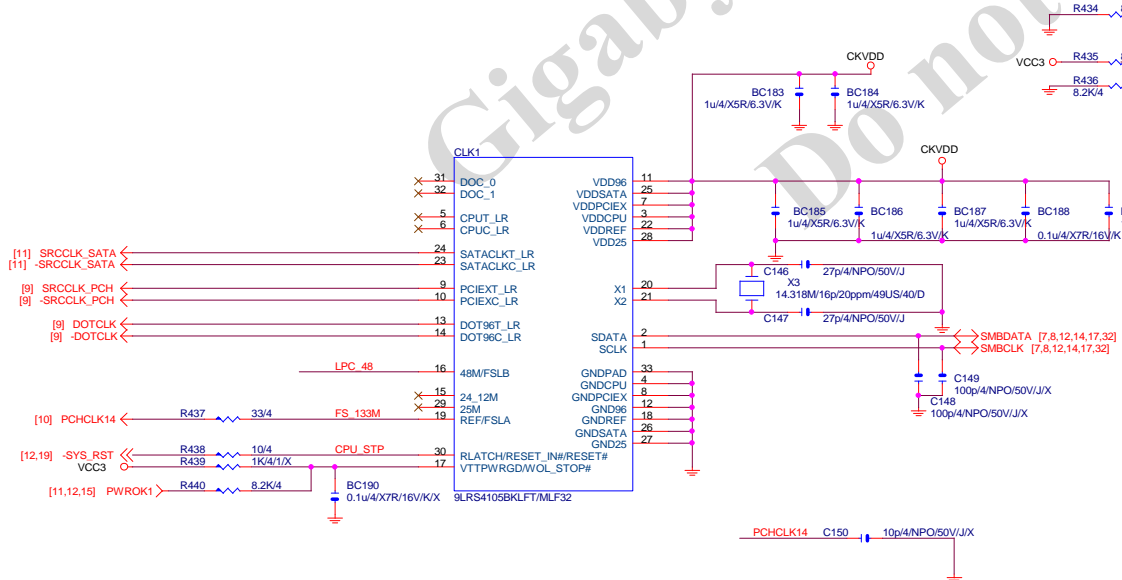 R434
VCC3
R435
R436
8.2K/4
CKVDD
BC183
1u/4/X5R/6.3V/K
BC184
1u/4/X5R/6.3V/K
Gigaby
Do not
CKVDD
BC185
1u/4/X5R/6.3V/K
BC186
1u/4/X5R/6.3V/K
BC187
1u/4/X5R/6.3V/K
BC188
0.1u/4/X7R/16V/K
CLK1
31 DOC_0
32 DOC_1
5 CPUT_LR
6 CPUC_LR
[11] SRCCLK_SATA 24 SATACLKT_LR
[11] -SRCCLK_SATA 23 SATACLKC_LR
[9] SRCCLK_PCH 9 PCIEXT_LR
[9] -SRCCLK_PCH 10 PCIEXC_LR
[9] DOTCLK 13 DOT96T_LR
[9] -DOTCLK 14 DOT96C_LR
LPC_48 16 48M/FSLB
15 24_12M
29 25M
[10] PCHCLK14 R437 33/4 FS_133M 19 REF/FSLA
[12,19] -SYS_RST R438 10/4 CPU_STP 30 RLATCH/RESET_IN#/RESET#
VCC3 R439 1K/4/1/X 17 VTTPWRGD/WOL_STOP#
[11,12,15] PWROK1 R440 8.2K/4
BC190
0.1u/4/X7R/16V/K/X
9LRS4105BKLFT/MLF32
VDD96 11
VDDSATA 25
VDDPCIEX 7
VDDCPU 3
VDDREF 22
VDD25 28
X1 20
X2 21
C146 27p/4/NPO/50V/J
X3
14.318M/16p/20ppm/49US/40/D
C147 27p/4/NPO/50V/J
SDATA 2 SMBDATA [7,8,12,14,17,32]
SCLK 1 SMBCLK [7,8,12,14,17,32]
GNDPAD 33
GNDCPU 4
GNDPCIEX 8
GND96 12
GNDREF 18
GNDSATA 26
GND25 27
C149
100p/4/NPO/50V/J/X
C148
100p/4/NPO/50V/J/X
PCHCLK14 C150 10p/4/NPO/50V/J/X